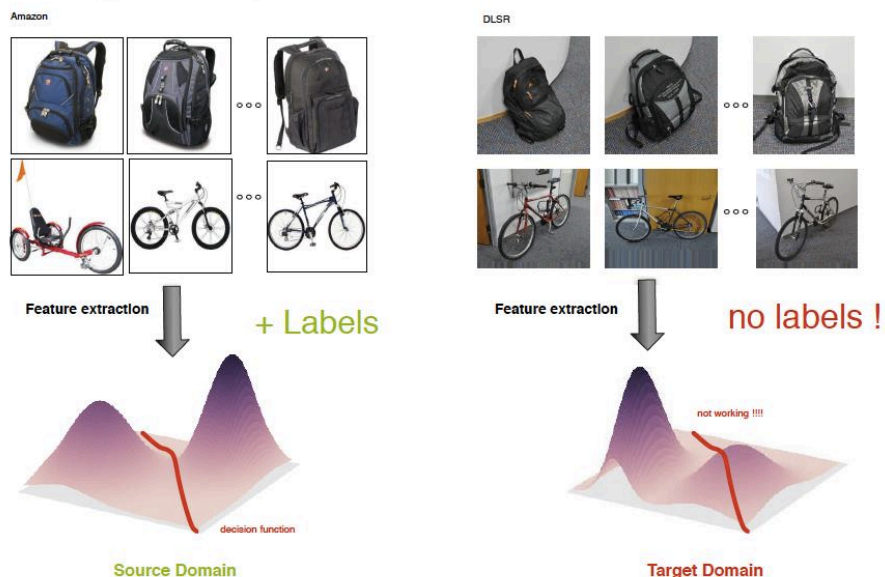 Amazon
DLSR
Feature extraction
+ Labels
Feature extraction
no labels !
not working !!!!
decision function
Source Domain
Target Domain